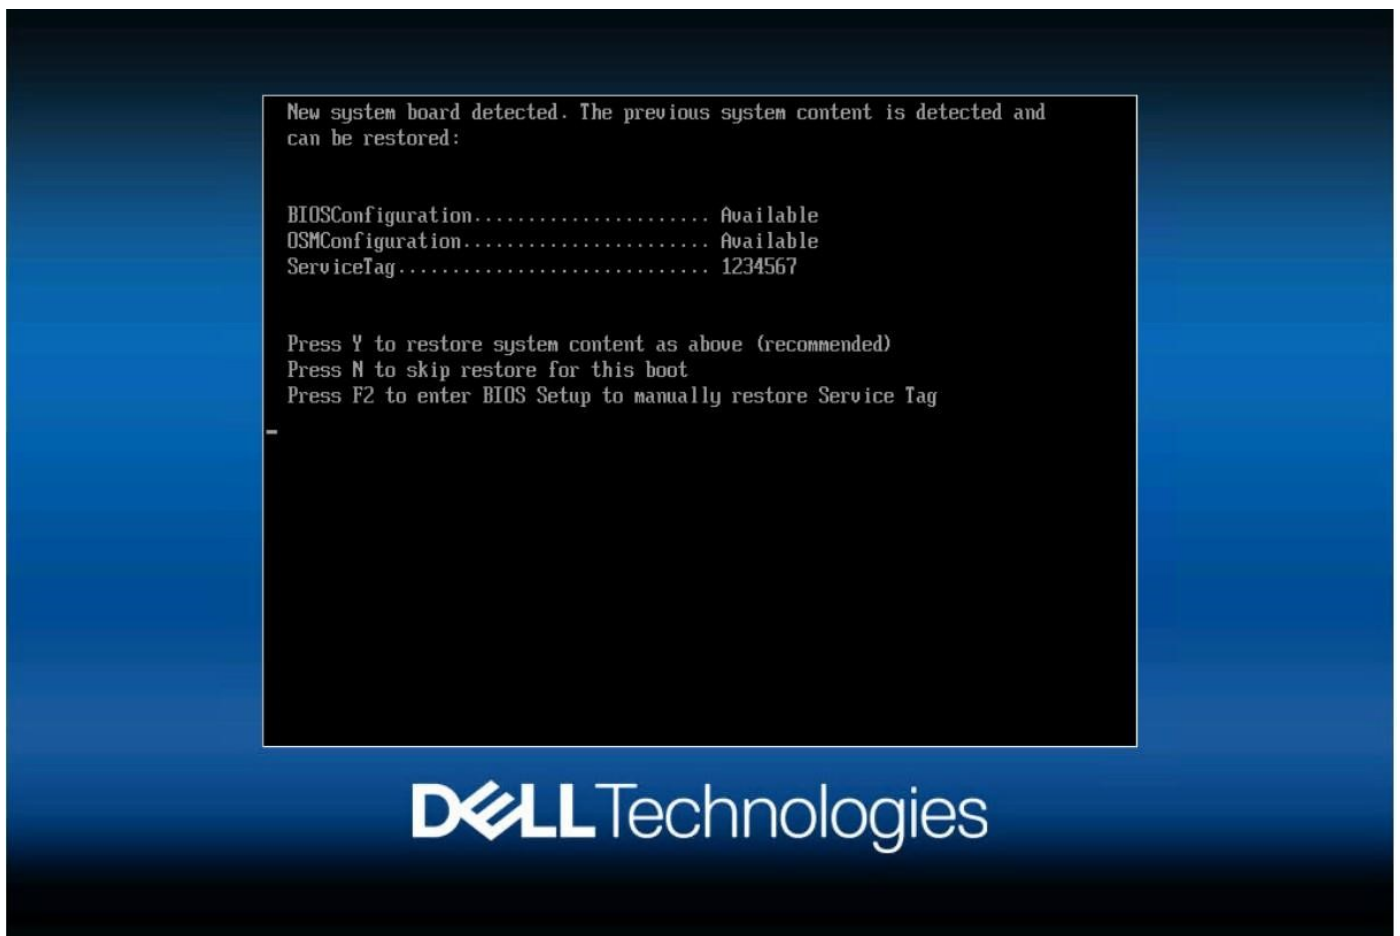 New system board detected. The previous system content is detected and
can be restored:
BIOSConfiguration...................... Available
OSMConfiguration....................... Available
ServiceTag............................. 1234567
Press Y to restore system content as above (recommended)
Press N to skip restore for this boot
Press F2 to enter BIOS Setup to manually restore Service Tag
DELL Technologies